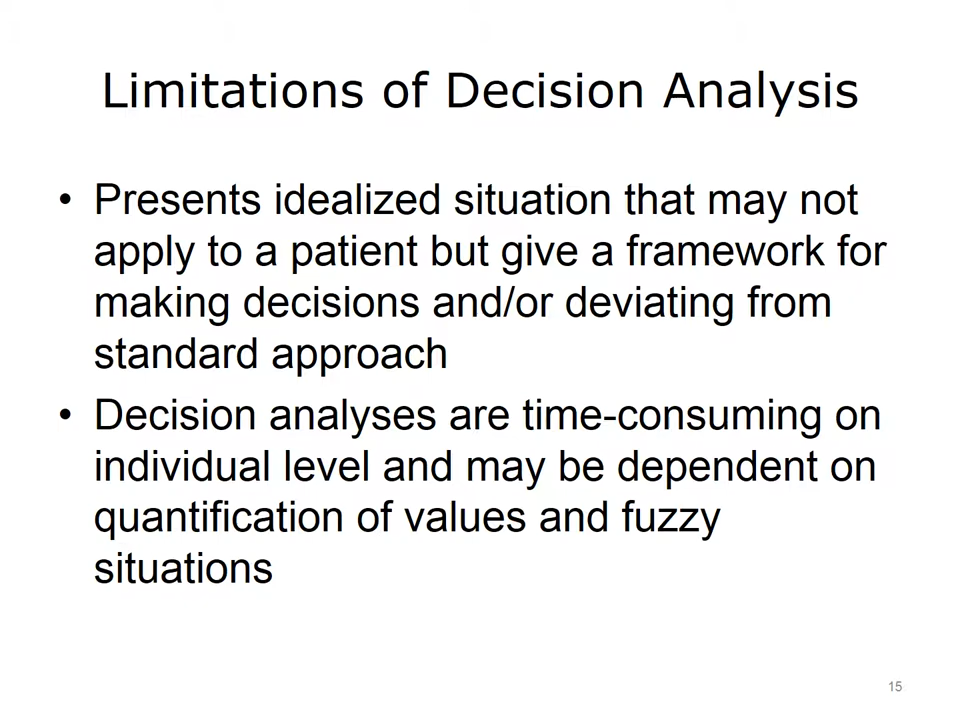 Limitations of Decision Analysis
• Presents idealized situation that may not
apply to a patient but give a framework for
making decisions and/or deviating from
standard approach
• Decision analyses are time-consuming on
individual level and may be dependent on
quantification of values and fuzzy
situations
15